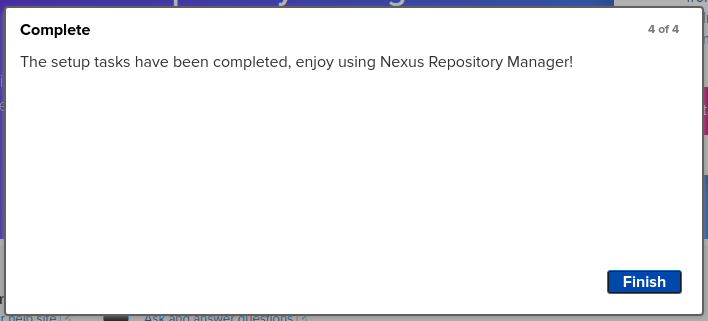 Complete
4 of 4
The setup tasks have been completed, enjoy using Nexus Repository Manager!
Finish
r help site
Ask and answer questions